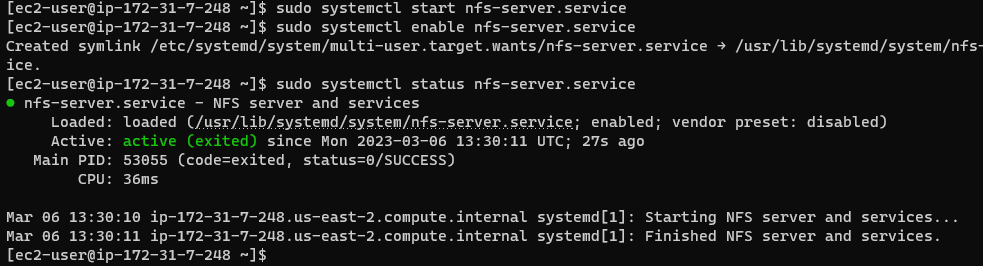 [ec2-user@ip-172-31-7-248 ~]$ sudo systemctl start nfs-server.service
[ec2-user@ip-172-31-7-248 ~]$ sudo systemctl enable nfs-server.service
Created symlink /etc/systemd/system/multi-user.target.wants/nfs-server.service → /usr/lib/systemd/system/nfs-
ice.
[ec2-user@ip-172-31-7-248 ~]$ sudo systemctl status nfs-server.service
● nfs-server.service - NFS server and services
     Loaded: loaded (/usr/lib/systemd/system/nfs-server.service; enabled; vendor preset: disabled)
     Active: active (exited) since Mon 2023-03-06 13:30:11 UTC; 27s ago
   Main PID: 53055 (code=exited, status=0/SUCCESS)
        CPU: 36ms

Mar 06 13:30:10 ip-172-31-7-248.us-east-2.compute.internal systemd[1]: Starting NFS server and services...
Mar 06 13:30:11 ip-172-31-7-248.us-east-2.compute.internal systemd[1]: Finished NFS server and services.
[ec2-user@ip-172-31-7-248 ~]$